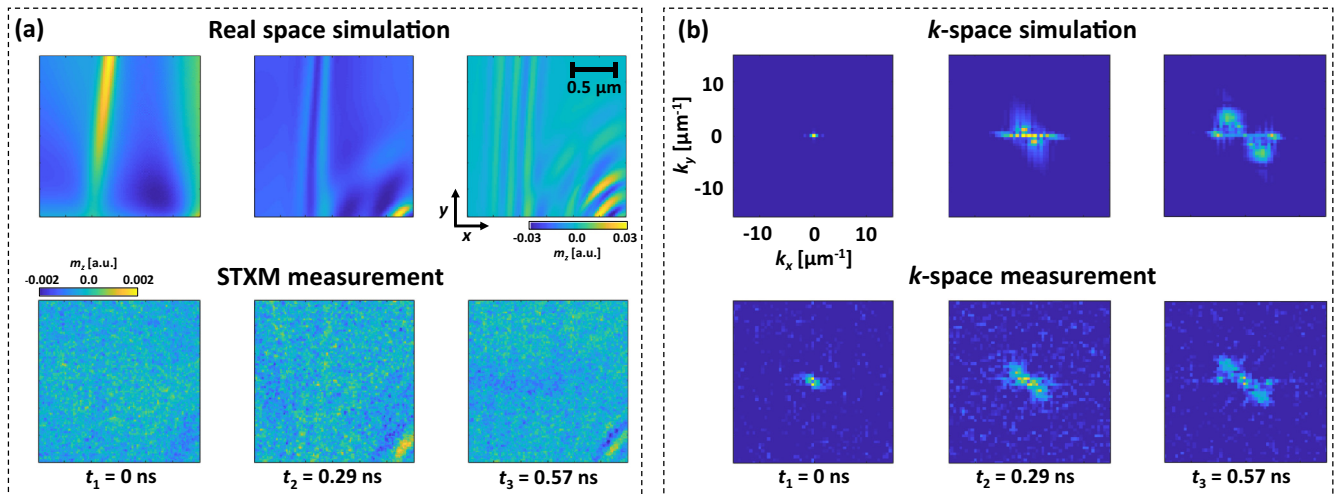 (a)
Real space simulation
0.5 µm
y
x
-0.03 0.0 0.03
m_z [a.u.]
STXM measurement
-0.002 0.0 0.002
m_z [a.u.]
t_1 = 0 ns
t_2 = 0.29 ns
t_3 = 0.57 ns
(b)
k-space simulation
10
0
-10
k_y [µm⁻¹]
-10 0 10
k_x [µm⁻¹]
k-space measurement
t_1 = 0 ns
t_2 = 0.29 ns
t_3 = 0.57 ns